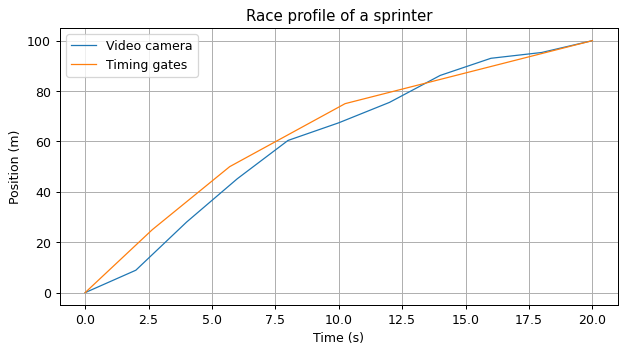 Race profile of a sprinter
Video camera
Timing gates
Position (m)
100
80
60
40
20
0
0.0 2.5 5.0 7.5 10.0 12.5 15.0 17.5 20.0
Time (s)